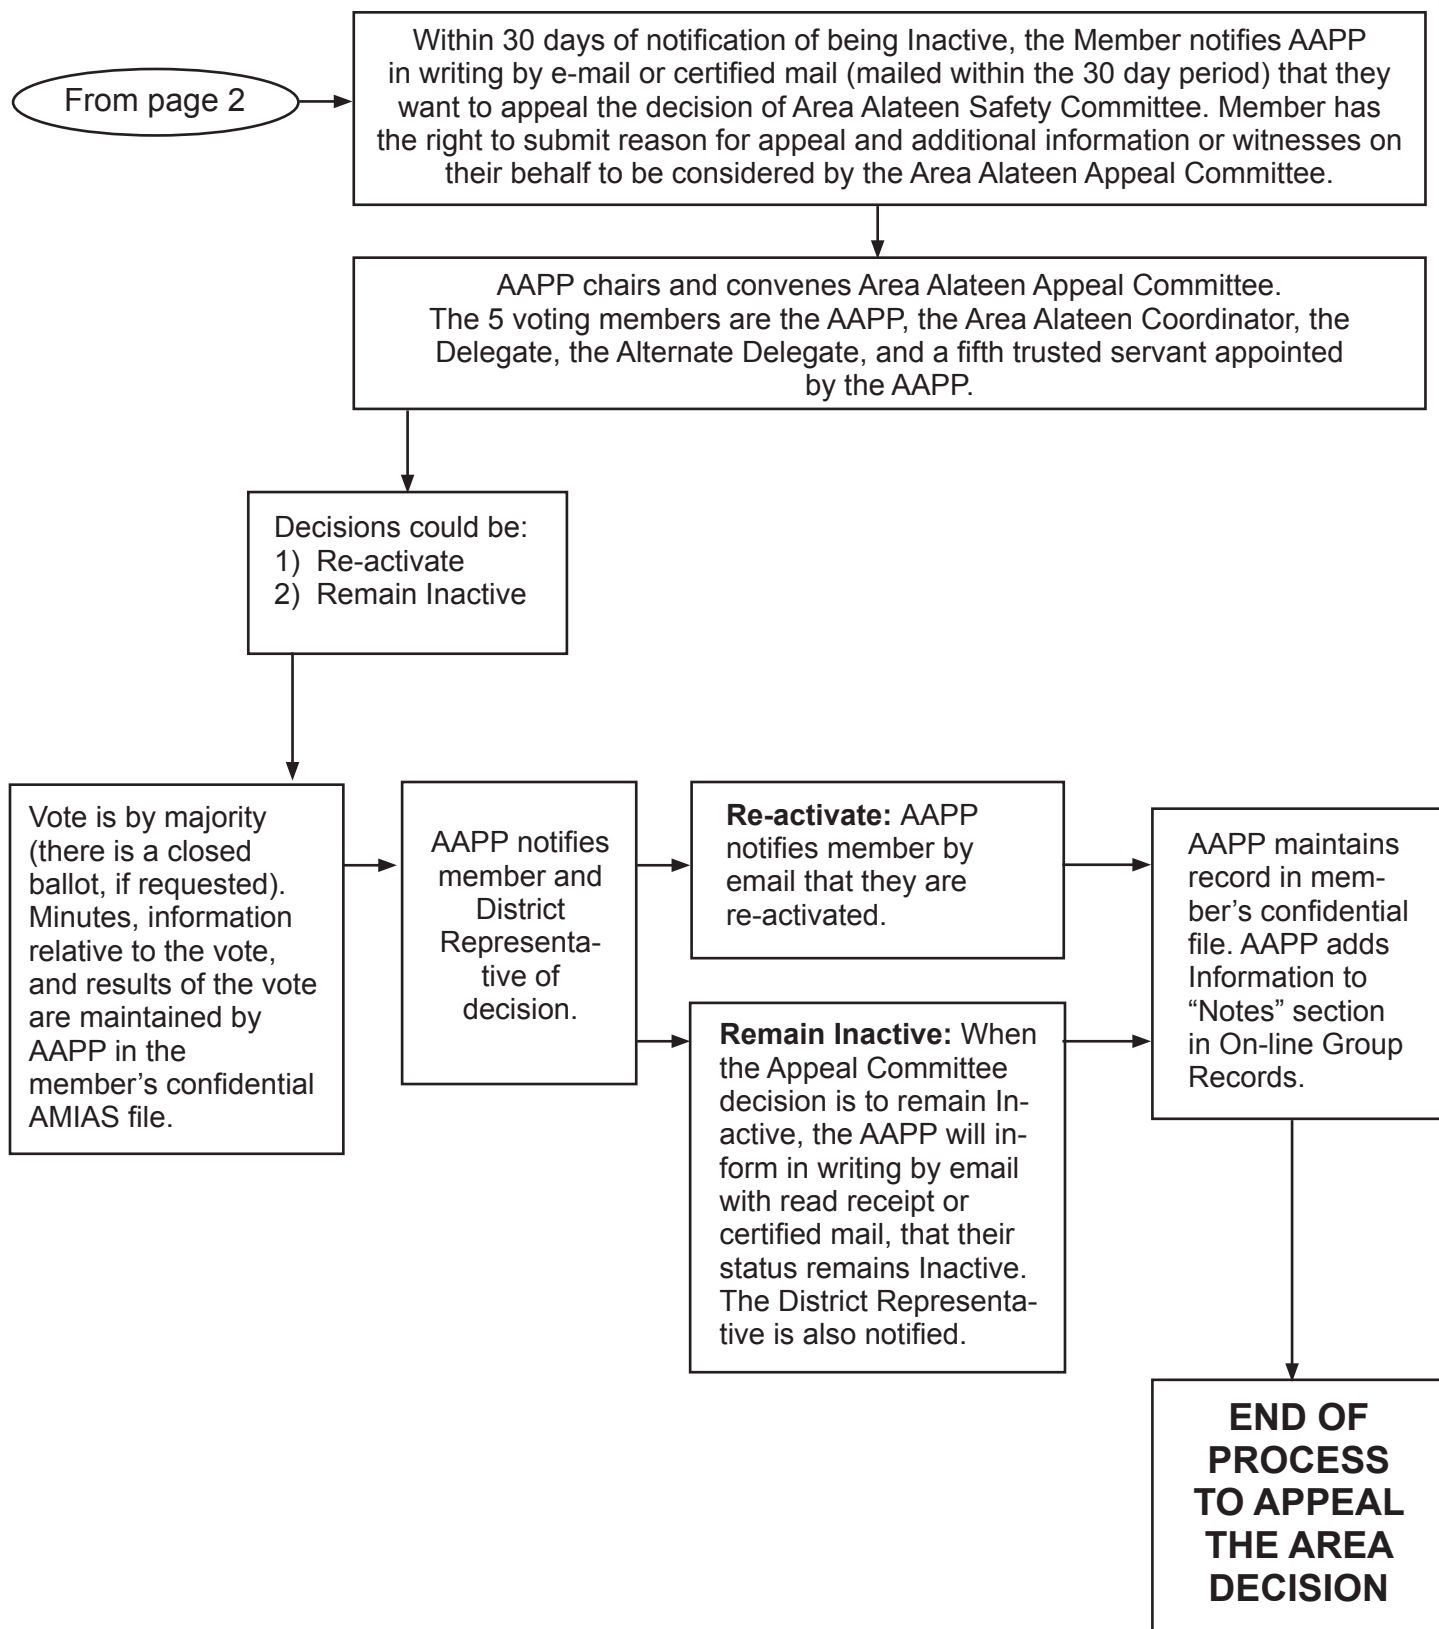 From page 2
Within 30 days of notification of being Inactive, the Member notifies AAPP
in writing by e-mail or certified mail (mailed within the 30 day period) that they
want to appeal the decision of Area Alateen Safety Committee. Member has
the right to submit reason for appeal and additional information or witnesses on
their behalf to be considered by the Area Alateen Appeal Committee.
AAPP chairs and convenes Area Alateen Appeal Committee.
The 5 voting members are the AAPP, the Area Alateen Coordinator, the
Delegate, the Alternate Delegate, and a fifth trusted servant appointed
by the AAPP.
Decisions could be:
1) Re-activate
2) Remain Inactive
Vote is by majority
(there is a closed
ballot, if requested).
Minutes, information
relative to the vote,
and results of the vote
are maintained by
AAPP in the
member’s confidential
AMIAS file.
AAPP notifies
member and
District
Representa-
tive of
decision.
Re-activate: AAPP
notifies member by
email that they are
re-activated.
Remain Inactive: When
the Appeal Committee
decision is to remain In-
active, the AAPP will in-
form in writing by email
with read receipt or
certified mail, that their
status remains Inactive.
The District Representa-
tive is also notified.
AAPP maintains
record in mem-
ber’s confidential
file. AAPP adds
Information to
“Notes” section
in On-line Group
Records.
END OF
PROCESS
TO APPEAL
THE AREA
DECISION